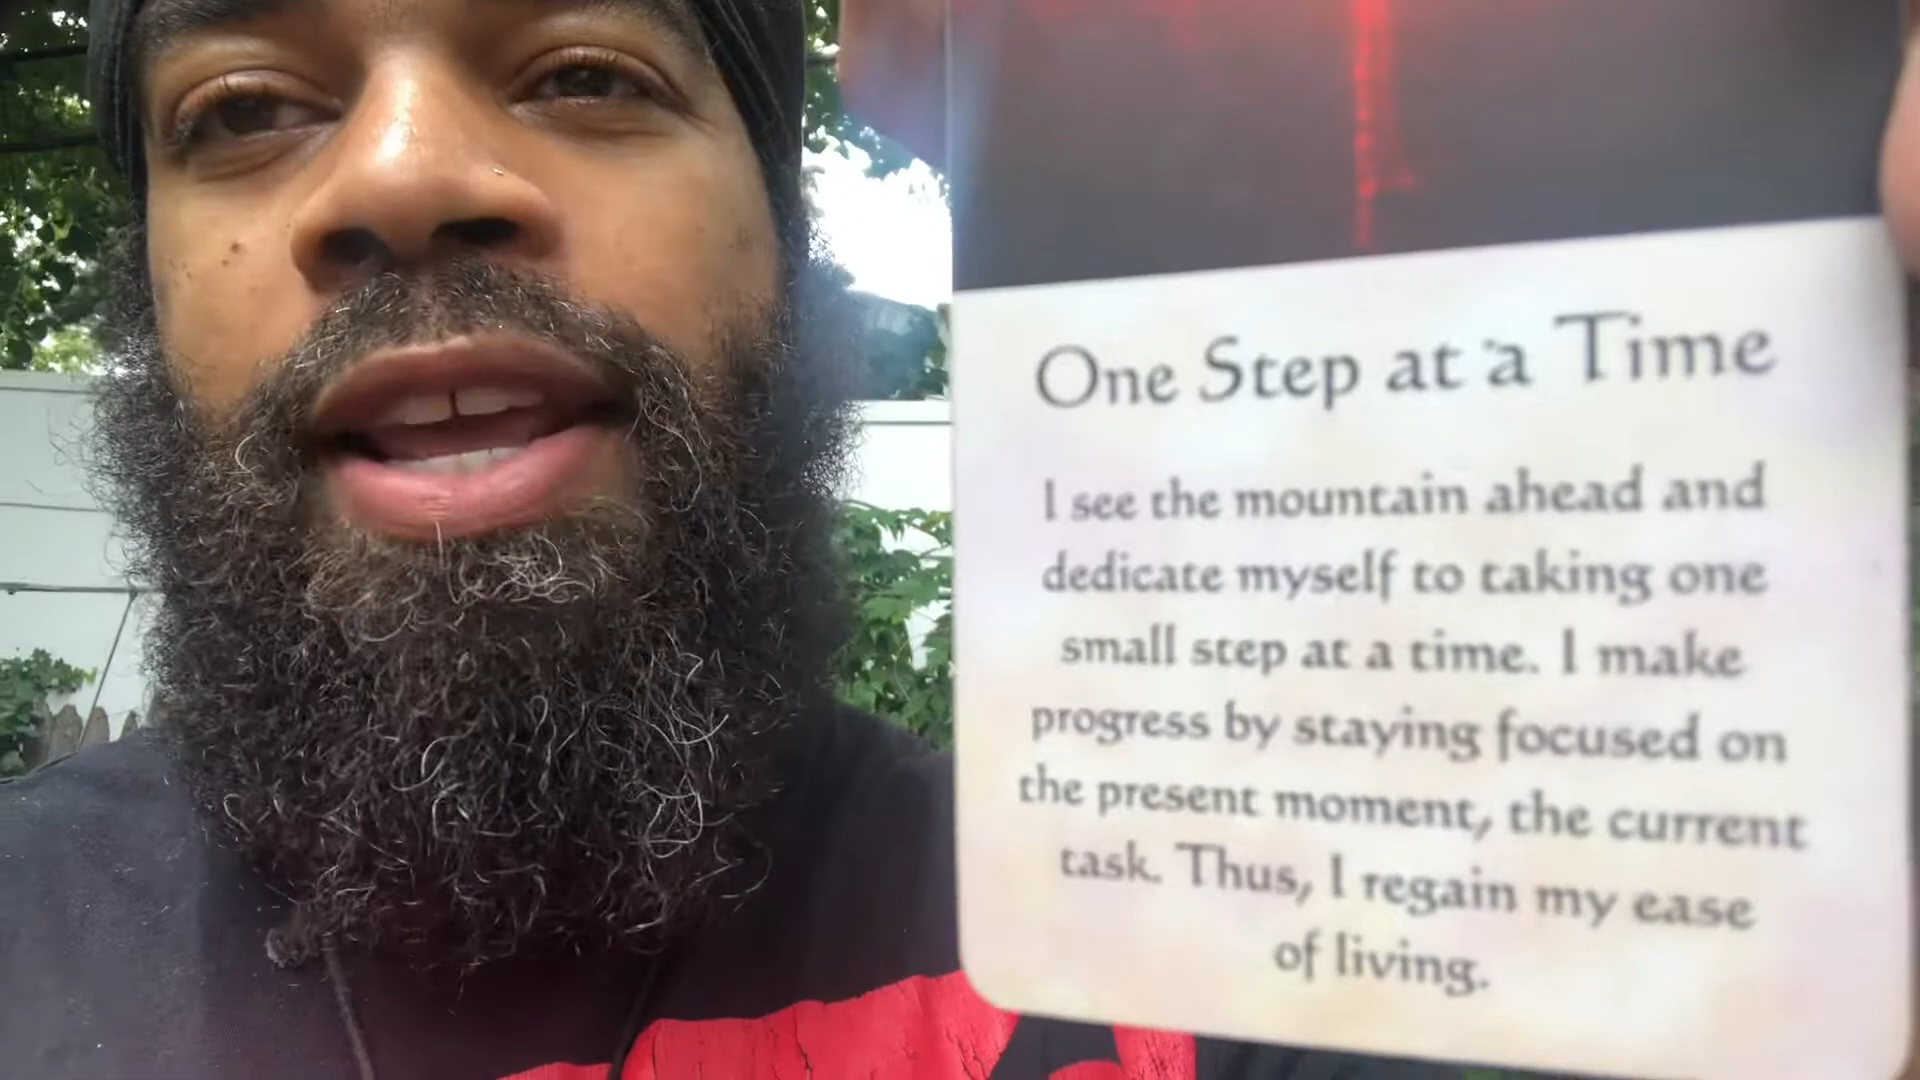 One Step at a Time
I see the mountain ahead and
dedicate myself to taking one
small step at a time. I make
progress by staying focused on
the present moment, the current
task. Thus, I regain my ease
of living.